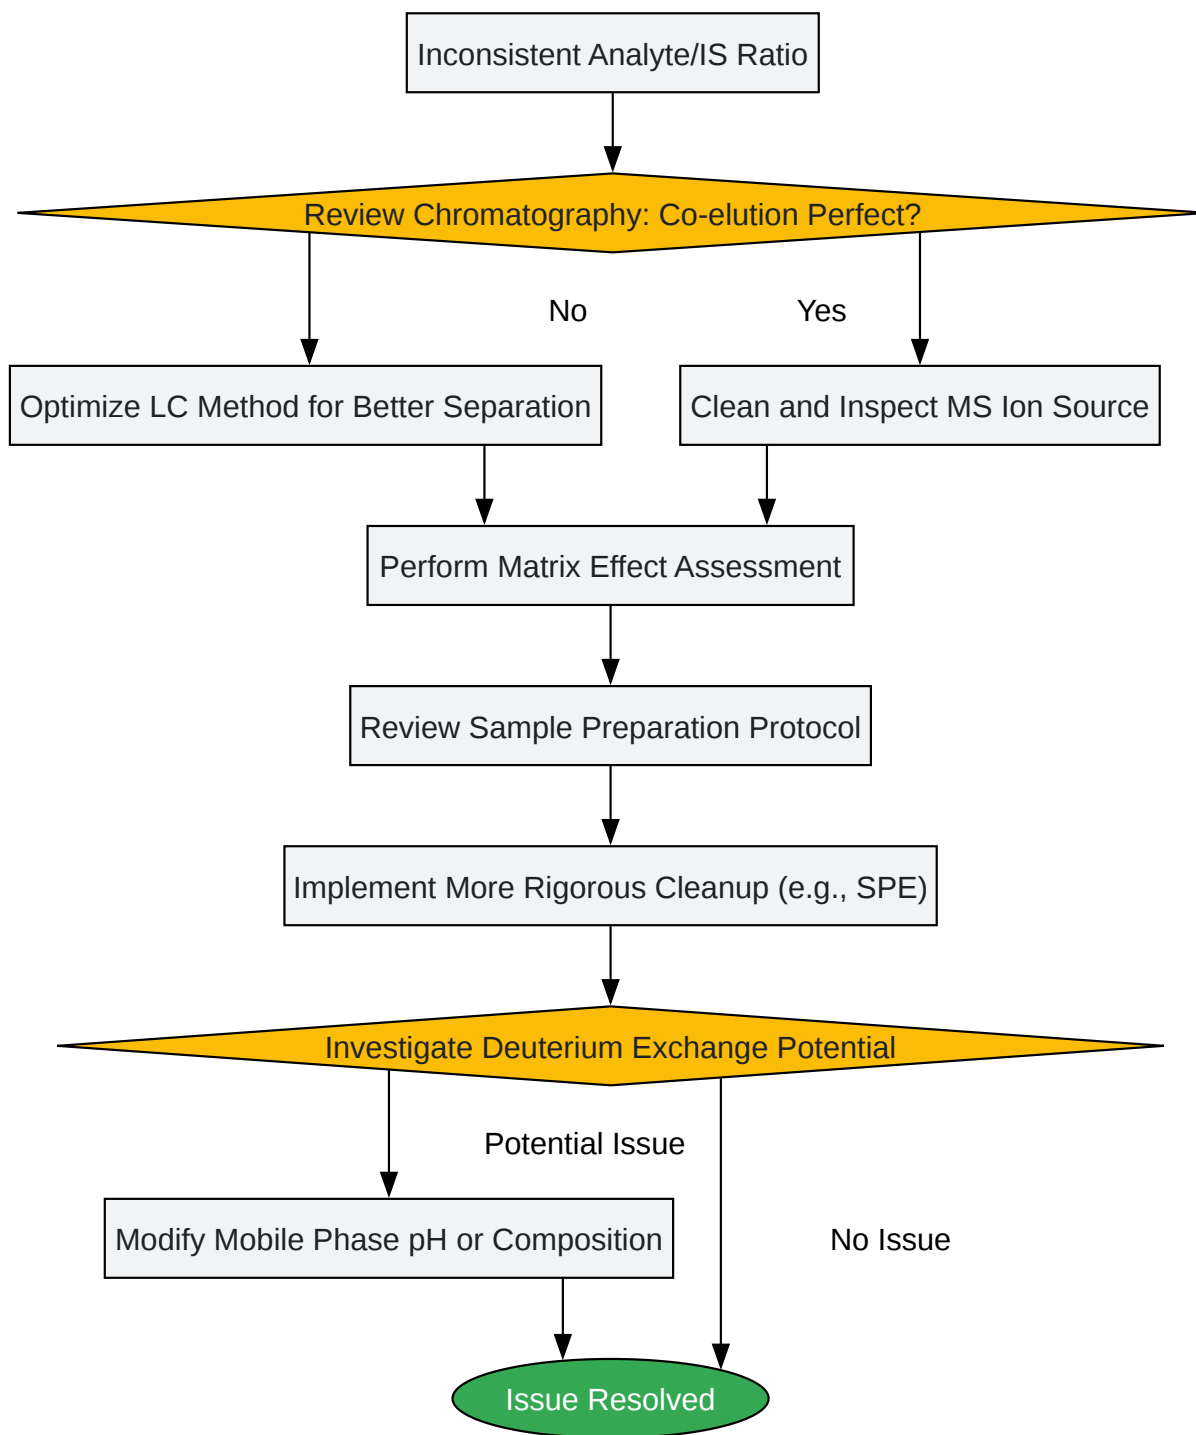 Inconsistent Analyte/IS Ratio
Review Chromatography: Co-elution Perfect?
No
Yes
Optimize LC Method for Better Separation
Clean and Inspect MS Ion Source
Perform Matrix Effect Assessment
Review Sample Preparation Protocol
Implement More Rigorous Cleanup (e.g., SPE)
Investigate Deuterium Exchange Potential
Potential Issue
Modify Mobile Phase pH or Composition
No Issue
Issue Resolved